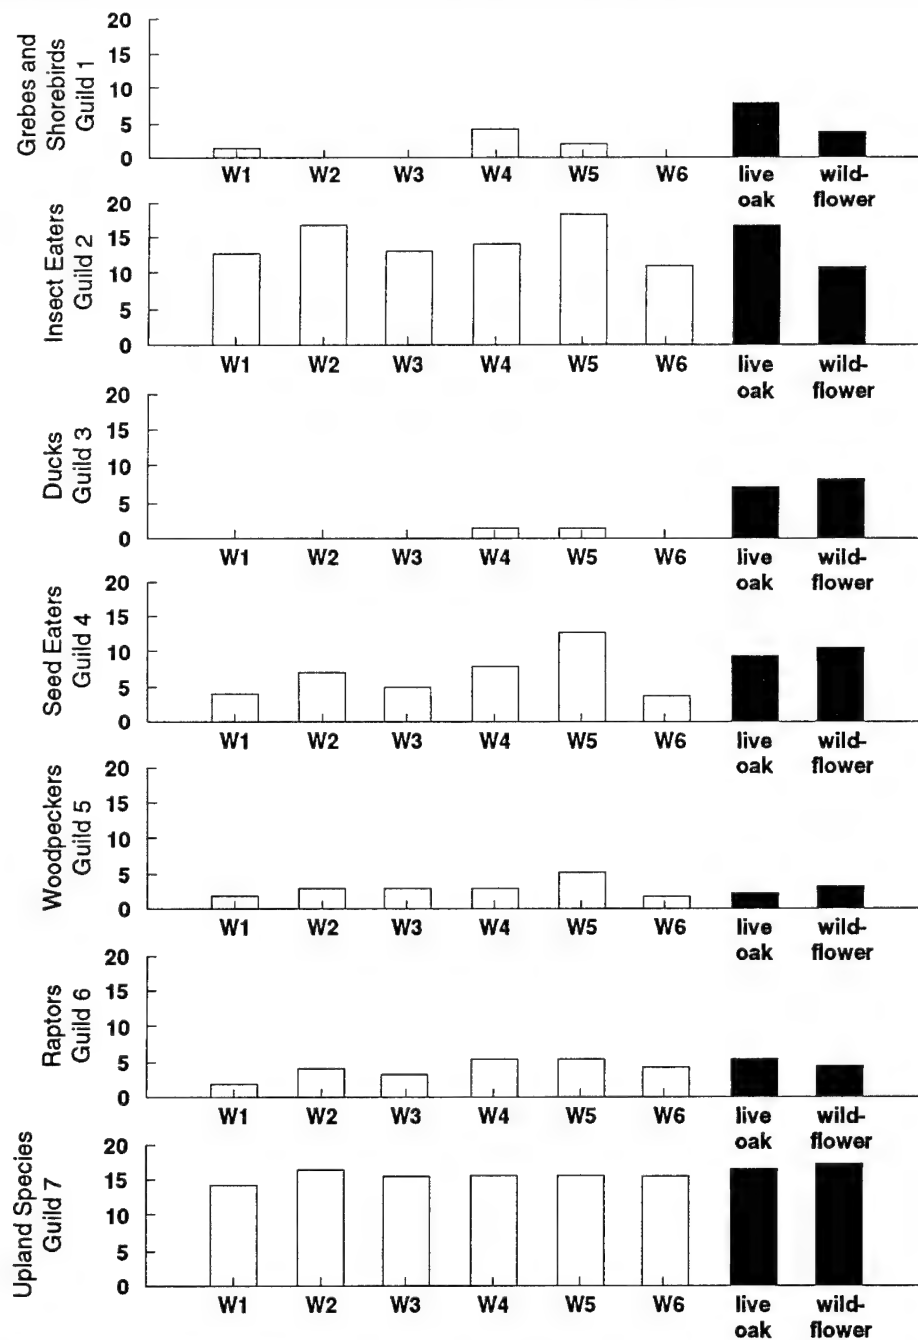 Grebes and
Shorebirds
Guild 1
20
15
10
5
0
W1 W2 W3 W4 W5 W6 live wild-
oak flower
Insect Eaters
Guild 2
20
15
10
5
0
W1 W2 W3 W4 W5 W6 live wild-
oak flower
Ducks
Guild 3
20
15
10
5
0
W1 W2 W3 W4 W5 W6 live wild-
oak flower
Seed Eaters
Guild 4
20
15
10
5
0
W1 W2 W3 W4 W5 W6 live wild-
oak flower
Woodpeckers
Guild 5
20
15
10
5
0
W1 W2 W3 W4 W5 W6 live wild-
oak flower
Raptors
Guild 6
20
15
10
5
0
W1 W2 W3 W4 W5 W6 live wild-
oak flower
Upland Species
Guild 7
20
15
10
5
0
W1 W2 W3 W4 W5 W6 live wild-
oak flower